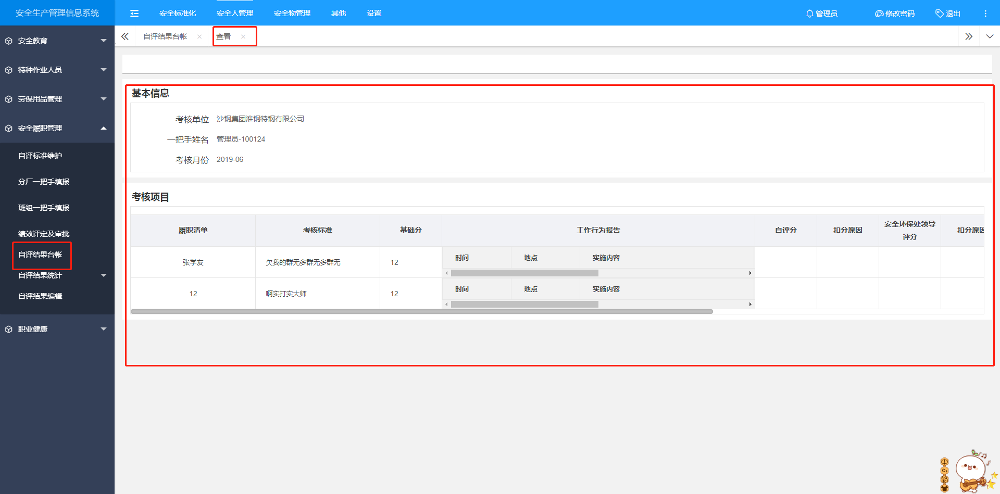 安全生产管理信息系统
安全标准化 安全人管理 安全物管理 其他 设置
管理员 修改密码 退出
安全教育
特种作业人员
劳保用品管理
安全履职管理
自评标准维护
分厂一把手填报
班组一把手填报
绩效评定及审批
自评结果台帐
自评结果统计
自评结果编辑
职业健康
自评结果台帐 × 查看 ×
基本信息
考核单位 沙钢集团淮钢特钢有限公司
一把手姓名 管理员-100124
考核月份 2019-06
考核项目
履职清单 考核标准 基础分 工作行为报告 自评分 扣分原因 安全环保处领导评分 扣分原因
张学友 欠我的群无多群无多群无 12 时间 地点 实施内容
12 啊实打实大师 12 时间 地点 实施内容
中
简